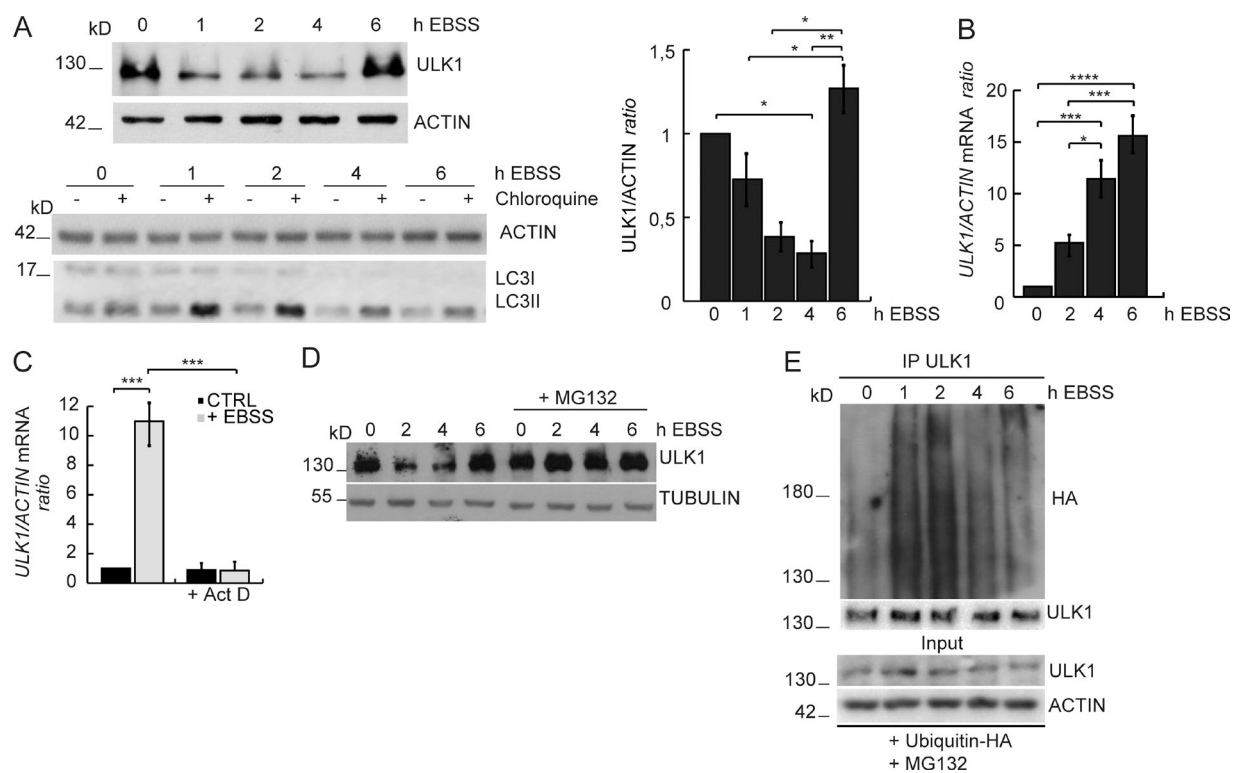 A
kD 0 1 2 4 6 h EBSS
130 ULK1
42 ACTIN
0 1 2 4 6 h EBSS
- + - + - + - + - + Chloroquine
kD
42 ACTIN
17 LC3I
LC3II
ULK1/ACTIN ratio
1,5
1
0,5
0
* ** * *
0 1 2 4 6 h EBSS
B
ULK1/ACTIN mRNA ratio
20
15
10
5
0
**** *** *** *
0 2 4 6 h EBSS
C
ULK1/ACTIN mRNA
ratio
12
10
8
6
4
2
0
*** ***
CTRL
+ EBSS
+ Act D
D
+ MG132
kD 0 2 4 6 0 2 4 6 h EBSS
130 ULK1
55 TUBULIN
E
IP ULK1
kD 0 1 2 4 6 h EBSS
180 HA
130
130 ULK1
Input
130 ULK1
42 ACTIN
+ Ubiquitin-HA
+ MG132